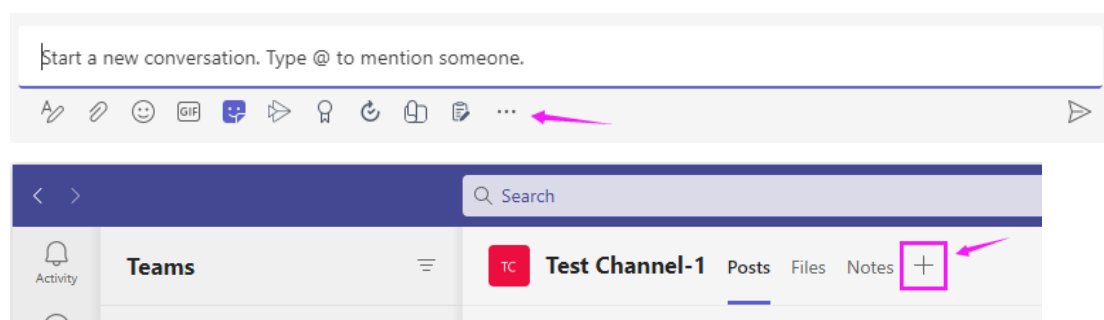 Start a new conversation. Type @ to mention someone.
GIF
Search
Activity
Teams
TC Test Channel-1 Posts Files Notes